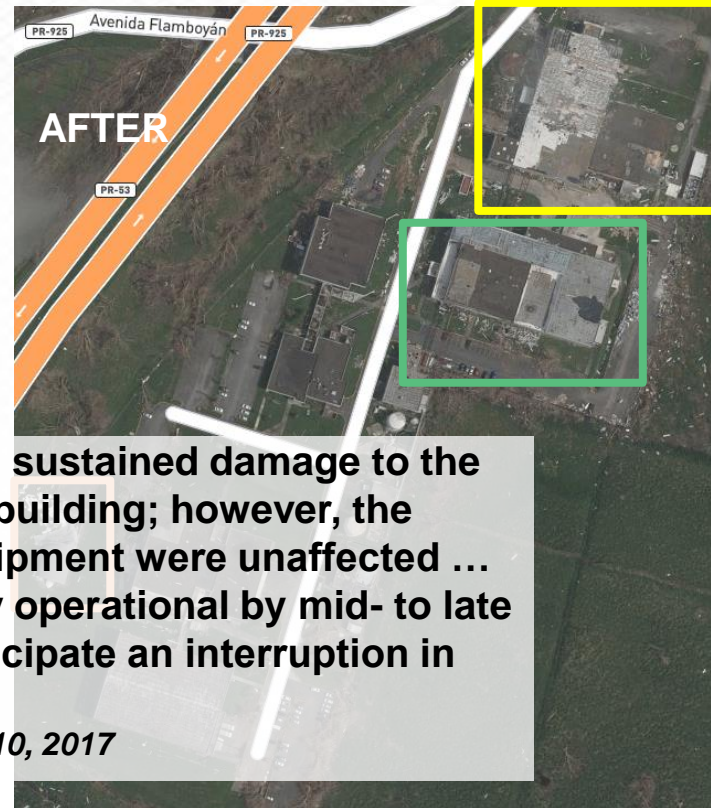 Avenida Flamboyán
PR-925
PR-925
AFTER
PR-53
sustained damage to the
building; however, the
ipment were unaffected …
operational by mid- to late
cipate an interruption in
10, 2017